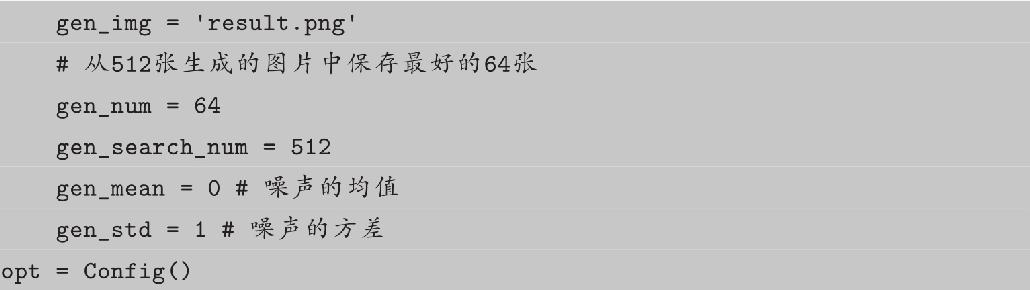 gen_img = 'result.png'
# 从512张生成的图片中保存最好的64张
gen_num = 64
gen_search_num = 512
gen_mean = 0 # 噪声的均值
gen_std = 1 # 噪声的方差
opt = Config()